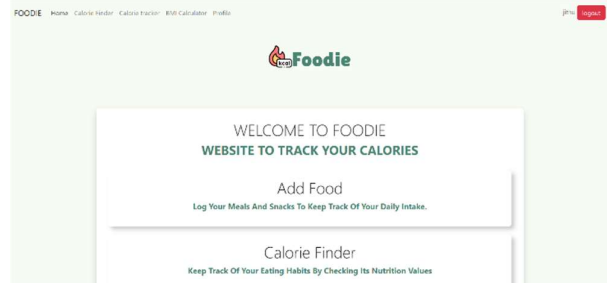 FOODIE Home Calorie Finder Calorie Tracker BMI Calculator Profile jitnu logout
kcal Foodie
WELCOME TO FOODIE
WEBSITE TO TRACK YOUR CALORIES
Add Food
Log Your Meals And Snacks To Keep Track Of Your Daily Intake.
Calorie Finder
Keep Track Of Your Eating Habits By Checking Its Nutrition Values